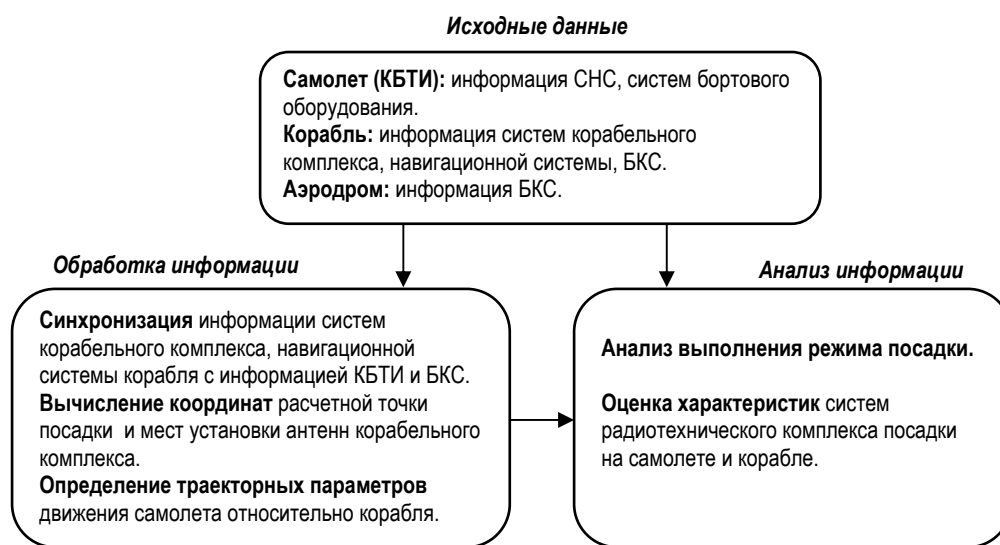 Исходные данные
Самолет (КБТИ): информация СНС, систем бортового
оборудования.
Корабль: информация систем корабельного
комплекса, навигационной системы, БКС.
Аэродром: информация БКС.
Обработка информации
Синхронизация информации систем
корабельного комплекса, навигационной
системы корабля с информацией КБТИ и БКС.
Вычисление координат расчетной точки
посадки и мест установки антенн корабельного
комплекса.
Определение траекторных параметров
движения самолета относительно корабля.
Анализ информации
Анализ выполнения режима посадки.
Оценка характеристик систем
радиотехнического комплекса посадки
на самолете и корабле.